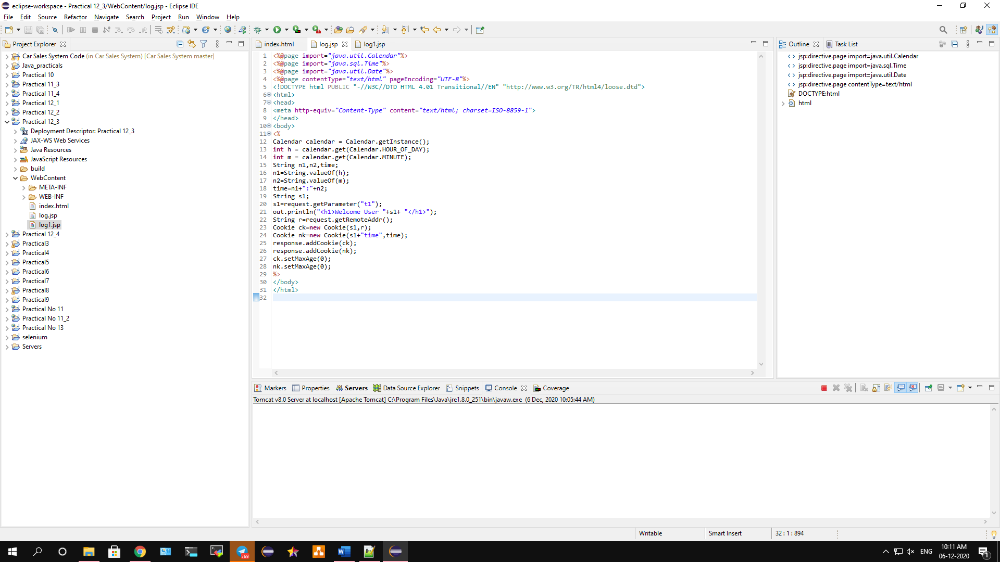 eclipse-workspace - Practical 12_3/WebContent/log.jsp - Eclipse IDE
File Edit Source Refactor Navigate Search Project Run Window Help
Project Explorer
Car Sales System Code (in Car Sales System) [Car Sales System master]
Java_practicals
Practical 10
Practical 11_3
Practical 11_4
Practical 12_1
Practical 12_2
Practical 12_3
Deployment Descriptor: Practical 12_3
3.1
JAX-WS Web Services
Java Resources
JavaScript Resources
build
WebContent
META-INF
WEB-INF
index.html
log.jsp
log1.jsp
Practical 12_4
Practical3
Practical4
Practical5
Practical6
Practical7
Practical8
Practical9
Practical No 11
Practical No 11_2
Practical No 13
selenium
Servers
index.html log.jsp log1.jsp
1 <%@page import="java.util.Calendar"%>
2 <%@page import="java.sql.Time"%>
3 <%@page import="java.util.Date"%>
4 <%@page contentType="text/html" pageEncoding="UTF-8"%>
5 <!DOCTYPE html PUBLIC "-//W3C//DTD HTML 4.01 Transitional//EN" "http://www.w3.org/TR/html4/loose.dtd">
6 <html>
7 <head>
8 <meta http-equiv="Content-Type" content="text/html; charset=ISO-8859-1">
9 </head>
10 <body>
11 <%
12 Calendar calendar = Calendar.getInstance();
13 int h = calendar.get(Calendar.HOUR_OF_DAY);
14 int m = calendar.get(Calendar.MINUTE);
15 String n1,n2,time;
16 n1=String.valueOf(h);
17 n2=String.valueOf(m);
18 time=n1+":"+n2;
19 String s1;
20 s1=request.getParameter("t1");
21 out.println("<h1>Welcome User "+s1+ "</h1>");
22 String r=request.getRemoteAddr();
23 Cookie ck=new Cookie(s1,r);
24 Cookie nk=new Cookie(s1+"time",time);
25 response.addCookie(ck);
26 response.addCookie(nk);
27 ck.setMaxAge(0);
28 nk.setMaxAge(0);
29 %>
30 </body>
31 </html>
32
Outline Task List
jsp:directive.page import=java.util.Calendar
jsp:directive.page import=java.sql.Time
jsp:directive.page import=java.util.Date
jsp:directive.page contentType=text/html
DOCTYPE:html
html
Markers Properties Servers Data Source Explorer Snippets Console Coverage
Tomcat v8.0 Server at localhost [Apache Tomcat] C:\Program Files\Java\jre1.8.0_251\bin\javaw.exe (6 Dec, 2020 10:05:44 AM)
Writable Smart Insert 32 : 1 : 894
569
W
ENG
10:11 AM
06-12-2020
1